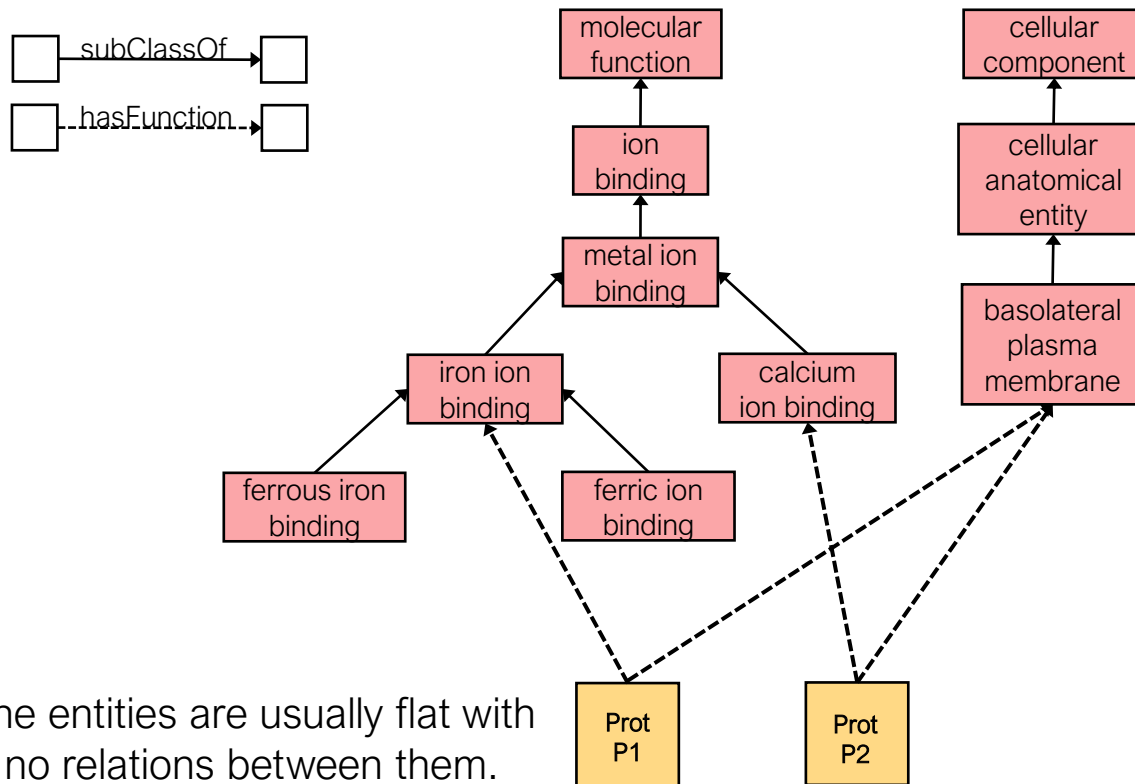 subClassOf
hasFunction
molecular
function
ion
binding
metal ion
binding
iron ion
binding
calcium
ion binding
ferrous iron
binding
ferric ion
binding
cellular
component
cellular
anatomical
entity
basolateral
plasma
membrane
Prot
P1
Prot
P2
entities are usually flat with
no relations between them.